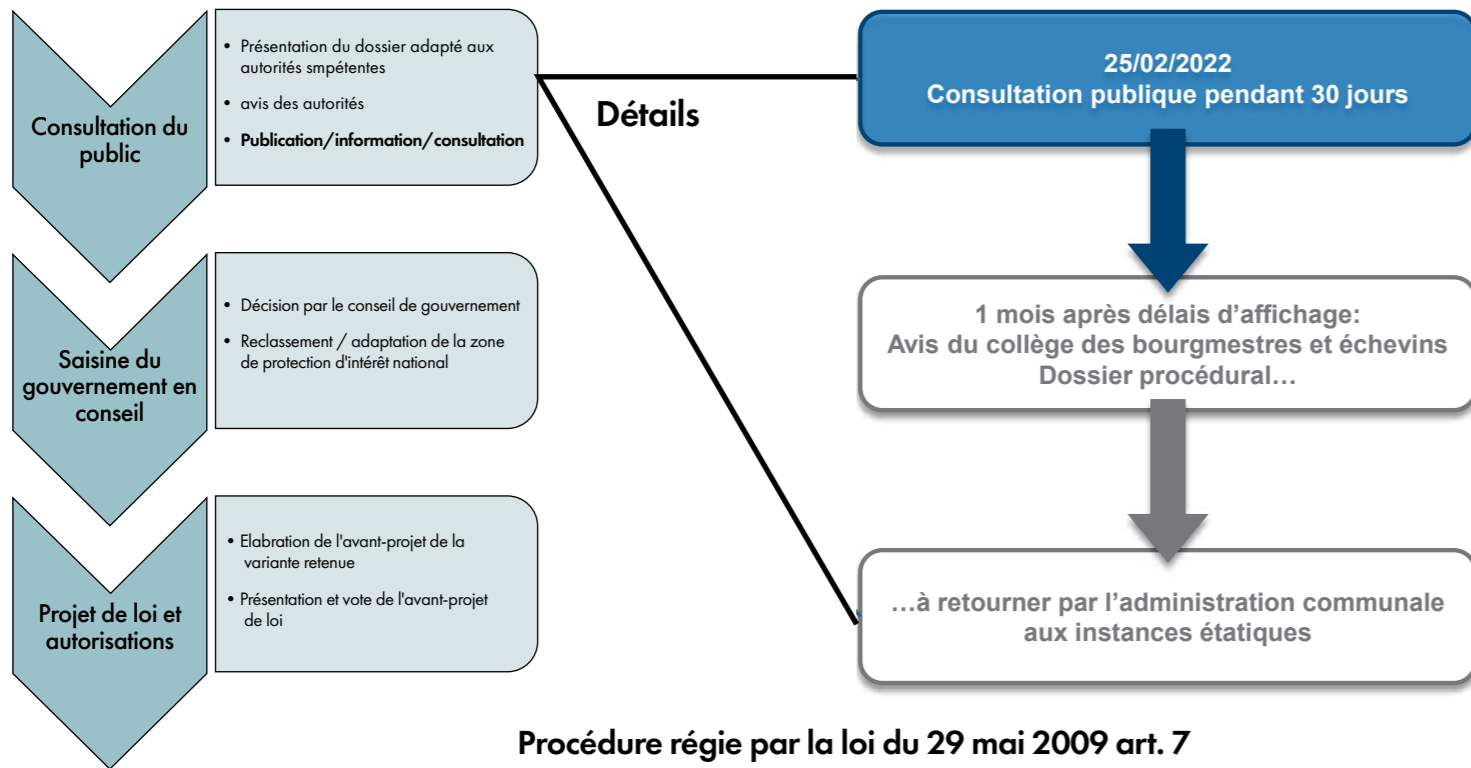 Consultation du
public
• Présentation du dossier adapté aux
autorités smpétentes
• avis des autorités
• Publication/information/consultation
Saisine du
gouvernement en
conseil
• Décision par le conseil de gouvernement
• Reclassement / adaptation de la zone
de protection d'intérêt national
Projet de loi et
autorisations
• Elabration de l'avant-projet de la
variante retenue
• Présentation et vote de l'avant-projet
de loi
Détails
25/02/2022
Consultation publique pendant 30 jours
1 mois après délais d’affichage:
Avis du collège des bourgmestres et échevins
Dossier procédural…
…à retourner par l’administration communale
aux instances étatiques
Procédure régie par la loi du 29 mai 2009 art. 7